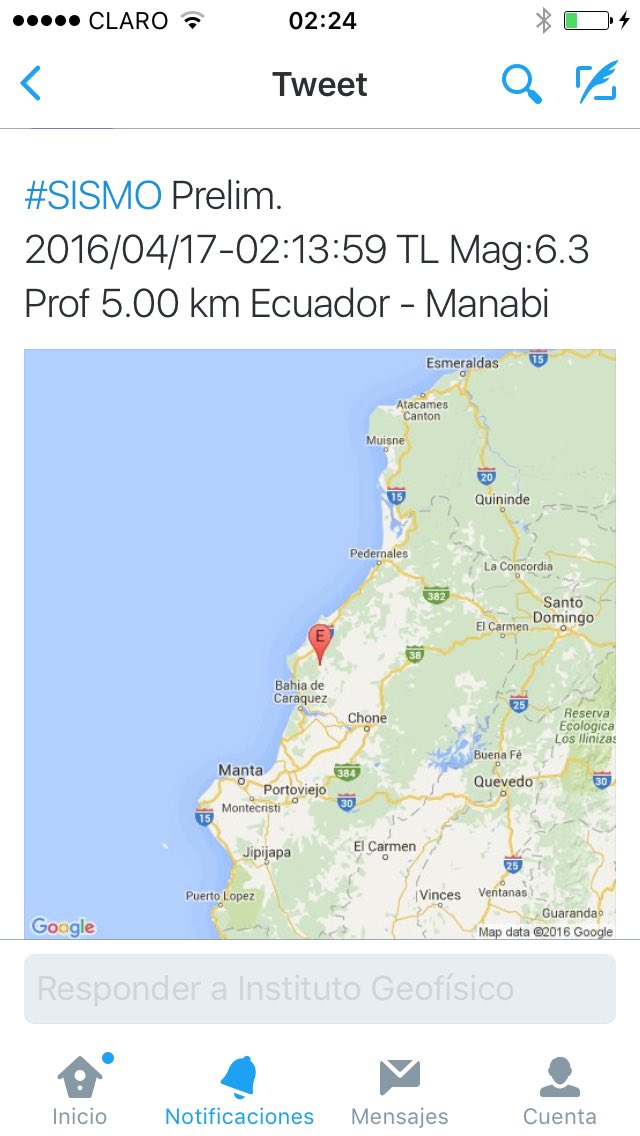 CLARO 02:24
Tweet
#SISMO Prelim.
2016/04/17-02:13:59 TL Mag:6.3
Prof 5.00 km Ecuador - Manabi
Esmeraldas
15
Atacames
Canton
Muisne
20
15
Quininde
Pedernales
La Concordia
382
Santo
Domingo
E
El Carmen
38
Bahia de
Caraquez
25
Chone
Reserva
Ecológica
Los Ilinizas
Buena Fé
Manta
384
30
Portoviejo
Quevedo
Montecristi
30
15
El Carmen
Jipijapa
25
Puerto Lopez
Vinces
Ventanas
Guaranda
Google
Map data ©2016 Google
Responder a Instituto Geofísico
Inicio
Notificaciones
Mensajes
Cuenta